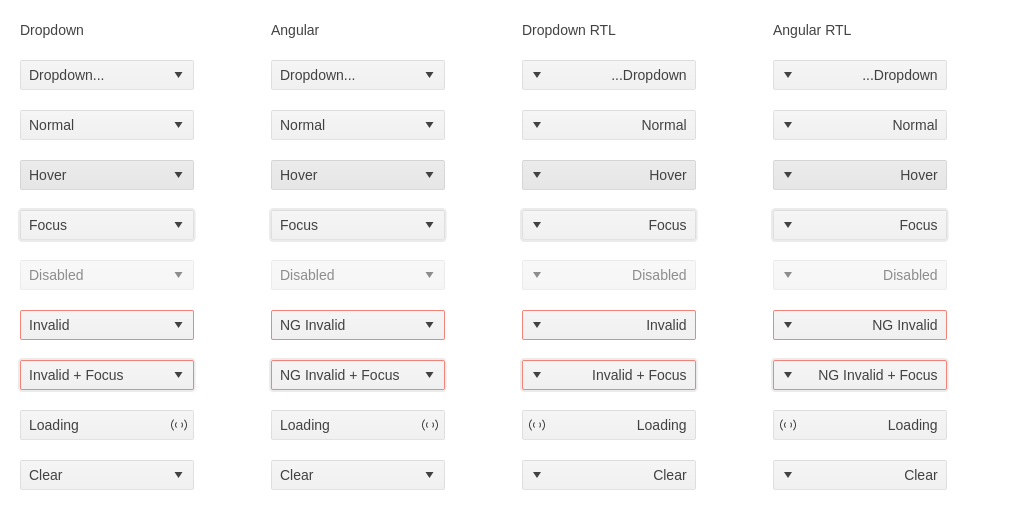 Dropdown Angular Dropdown RTL Angular RTL
Dropdown... Dropdown... ...Dropdown ...Dropdown
Normal Normal Normal Normal
Hover Hover Hover Hover
Focus Focus Focus Focus
Disabled Disabled Disabled Disabled
Invalid NG Invalid Invalid NG Invalid
Invalid + Focus NG Invalid + Focus Invalid + Focus NG Invalid + Focus
Loading Loading Loading Loading
Clear Clear Clear Clear